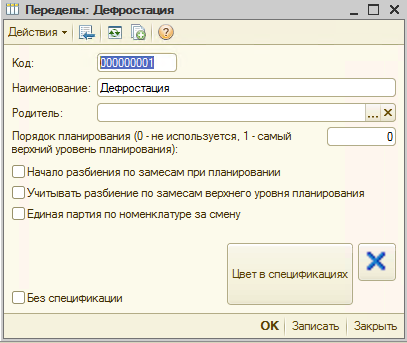 Переделы: Дефростация
Действия
Код: 000000001
Наименование: Дефростация
Родитель: ...
Порядок планирования (0 - не используется, 1 - самый
верхний уровень планирования): 0
Начало разбиения по замесам при планировании
Учитывать разбиение по замесам верхнего уровня планирования
Единая партия по номенклатуре за смену
Цвет в спецификациях
Без спецификации
OK Записать Закрыть